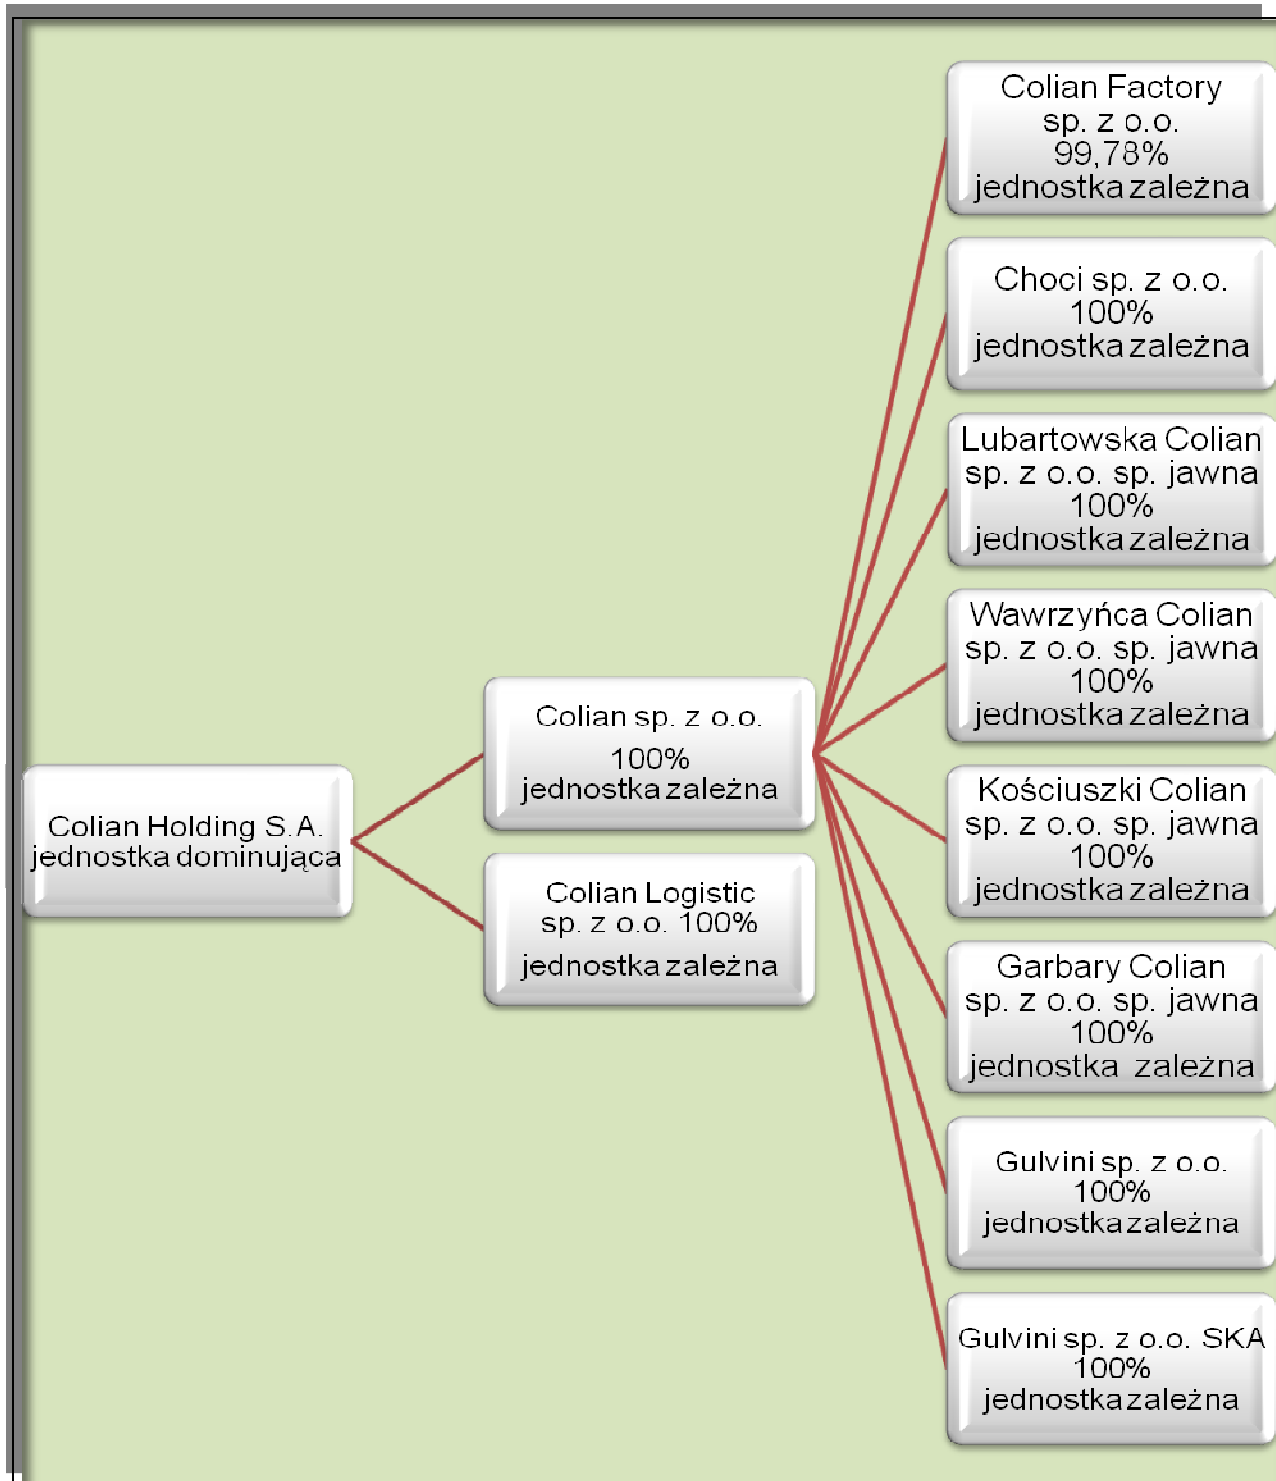 Colian Holding S.A.
jednostka dominująca
Colian sp. z o.o.
100%
jednostka zależna
Colian Logistic
sp. z o.o. 100%
jednostka zależna
Colian Factory
sp. z o.o.
99,78%
jednostka zależna
Choci sp. z o.o.
100%
jednostka zależna
Lubartowska Colian
sp. z o.o. sp. jawna
100%
jednostka zależna
Wawrzyńca Colian
sp. z o.o. sp. jawna
100%
jednostka zależna
Kościuszki Colian
sp. z o.o. sp. jawna
100%
jednostka zależna
Garbary Colian
sp. z o.o. sp. jawna
100%
jednostka zależna
Gulvini sp. z o.o.
100%
jednostka zależna
Gulvini sp. z o.o. SKA
100%
jednostka zależna